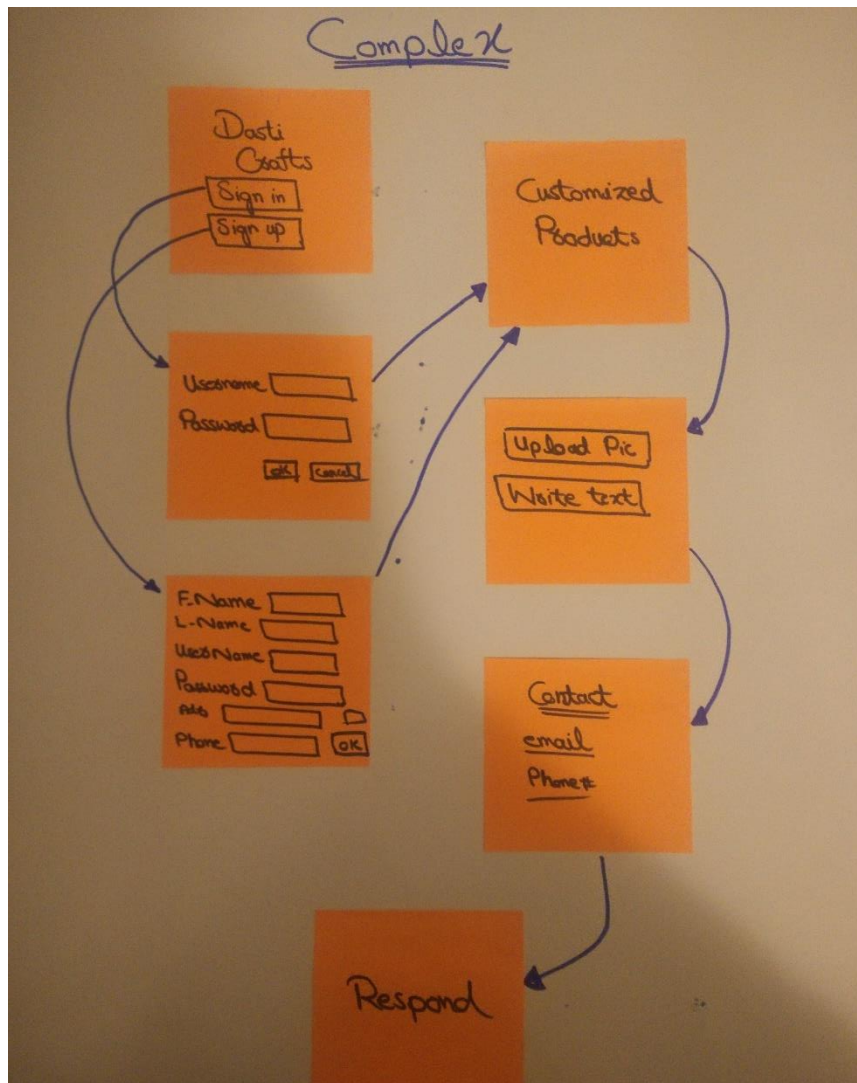 Complex
Dasti
Crafts
Sign in
Sign up
Username
Password
OK
Cancel
F-Name
L-Name
UserName
Password
Phone
OK
Customized
Products
Upload Pic
Write text
Contact
email
Phone#
Respond